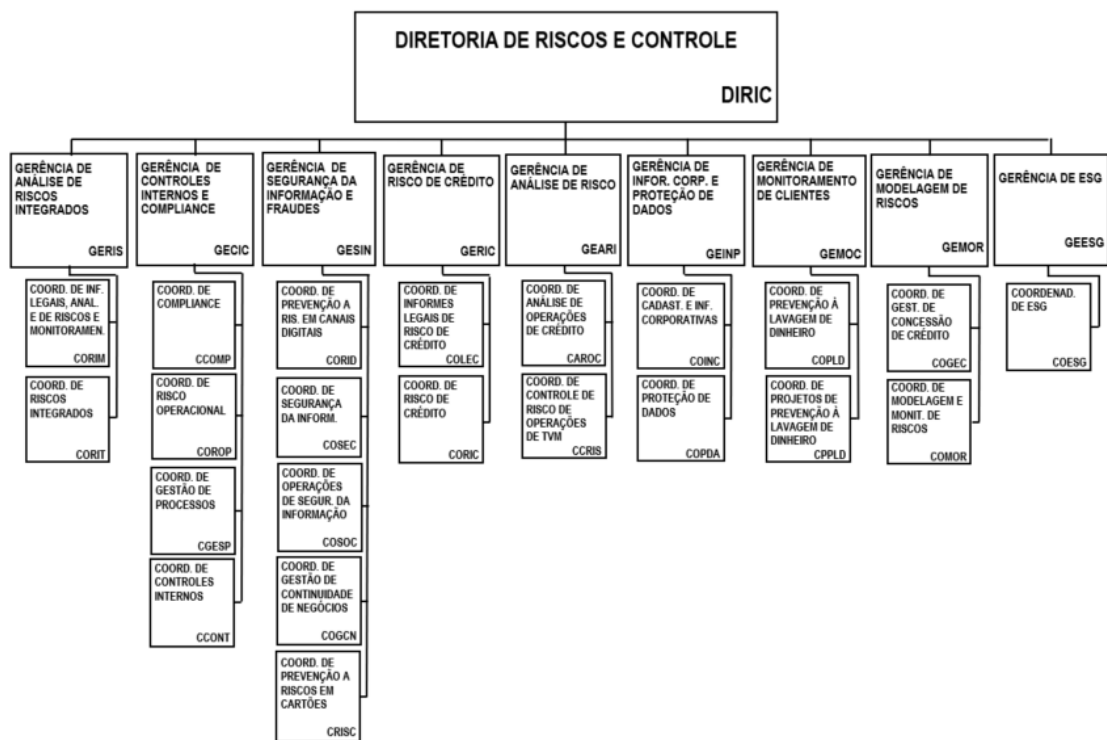 DIRETORIA DE RISCOS E CONTROLE
DIRIC
GERÊNCIA DE
ANÁLISE DE
RISCOS
INTEGRADOS
GERIS
GERÊNCIA DE
CONTROLES
INTERNOS E
COMPLIANCE
GECIC
GERÊNCIA DE
SEGURANÇA DA
INFORMAÇÃO E
FRAUDES
GESIN
GERÊNCIA DE
RISCO DE CRÉDITO
GERIC
GERÊNCIA DE
ANÁLISE DE RISCO
GEARI
GERÊNCIA DE
INFOR. CORP. E
PROTEÇÃO DE
DADOS
GEINP
GERÊNCIA DE
MONITORAMENTO
DE CLIENTES
GEMOC
GERÊNCIA DE
MODELAGEM DE
RISCOS
GEMOR
GERÊNCIA DE ESG
GEESG
COORD. DE INF.
LEGAIS, ANAL.
E DE RISCOS E
MONITORAMEN.
CORIM
COORD. DE
RISCOS
INTEGRADOS
CORIT
COORD. DE
COMPLIANCE
CCOMP
COORD. DE
RISCO
OPERACIONAL
COROP
COORD. DE
GESTÃO DE
PROCESSOS
CGESP
COORD. DE
CONTROLES
INTERNOS
CCONT
COORD. DE
PREVENÇÃO A
RIS. EM CANAIS
DIGITAIS
CORID
COORD. DE
SEGURANÇA
DA INFORM.
COSEC
COORD. DE
OPERAÇÕES
DE SEGUR. DA
INFORMAÇÃO
COSOC
COORD. DE
GESTÃO DE
CONTINUIDADE
DE NEGÓCIOS
COGCN
COORD. DE
PREVENÇÃO A
RISCOS EM
CARTÕES
CRISC
COORD. DE
INFORMES
LEGAIS DE
RISCO DE
CRÉDITO
COLEC
COORD. DE
RISCO DE
CRÉDITO
CORIC
COORD. DE
ANÁLISE DE
OPERAÇÕES
DE CRÉDITO
CAROC
COORD. DE
CONTROLE DE
RISCO DE
OPERAÇÕES
DE TVM
CCRIS
COORD. DE
CADAST. E INF.
CORPORATIVAS
COINC
COORD. DE
PROTEÇÃO DE
DADOS
COPDA
COORD. DE
PREVENÇÃO À
LAVAGEM DE
DINHEIRO
COPLD
COORD. DE
PROJETOS DE
PREVENÇÃO À
LAVAGEM DE
DINHEIRO
CPPLD
COORD. DE
GEST. DE
CONCESSÃO
DE CRÉDITO
COGEC
COORD. DE
MODELAGEM E
MONIT. DE
RISCOS
COMOR
COORDENAD.
DE ESG
COESG